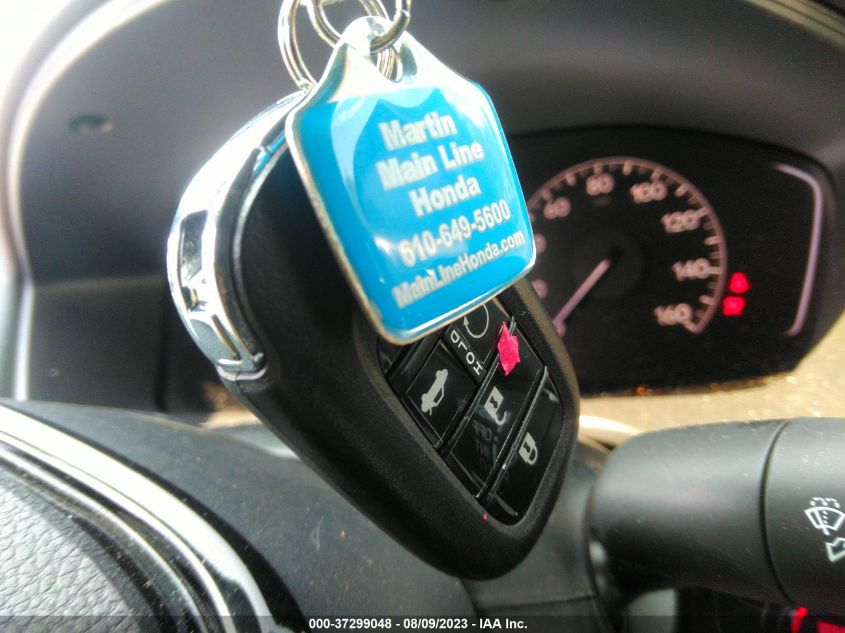 Martin
Main Line
Honda
610-649-5600
MainLineHonda.com
HOLD
60 80 100
120
140
160
000-37299048 - 08/09/2023 - IAA Inc.